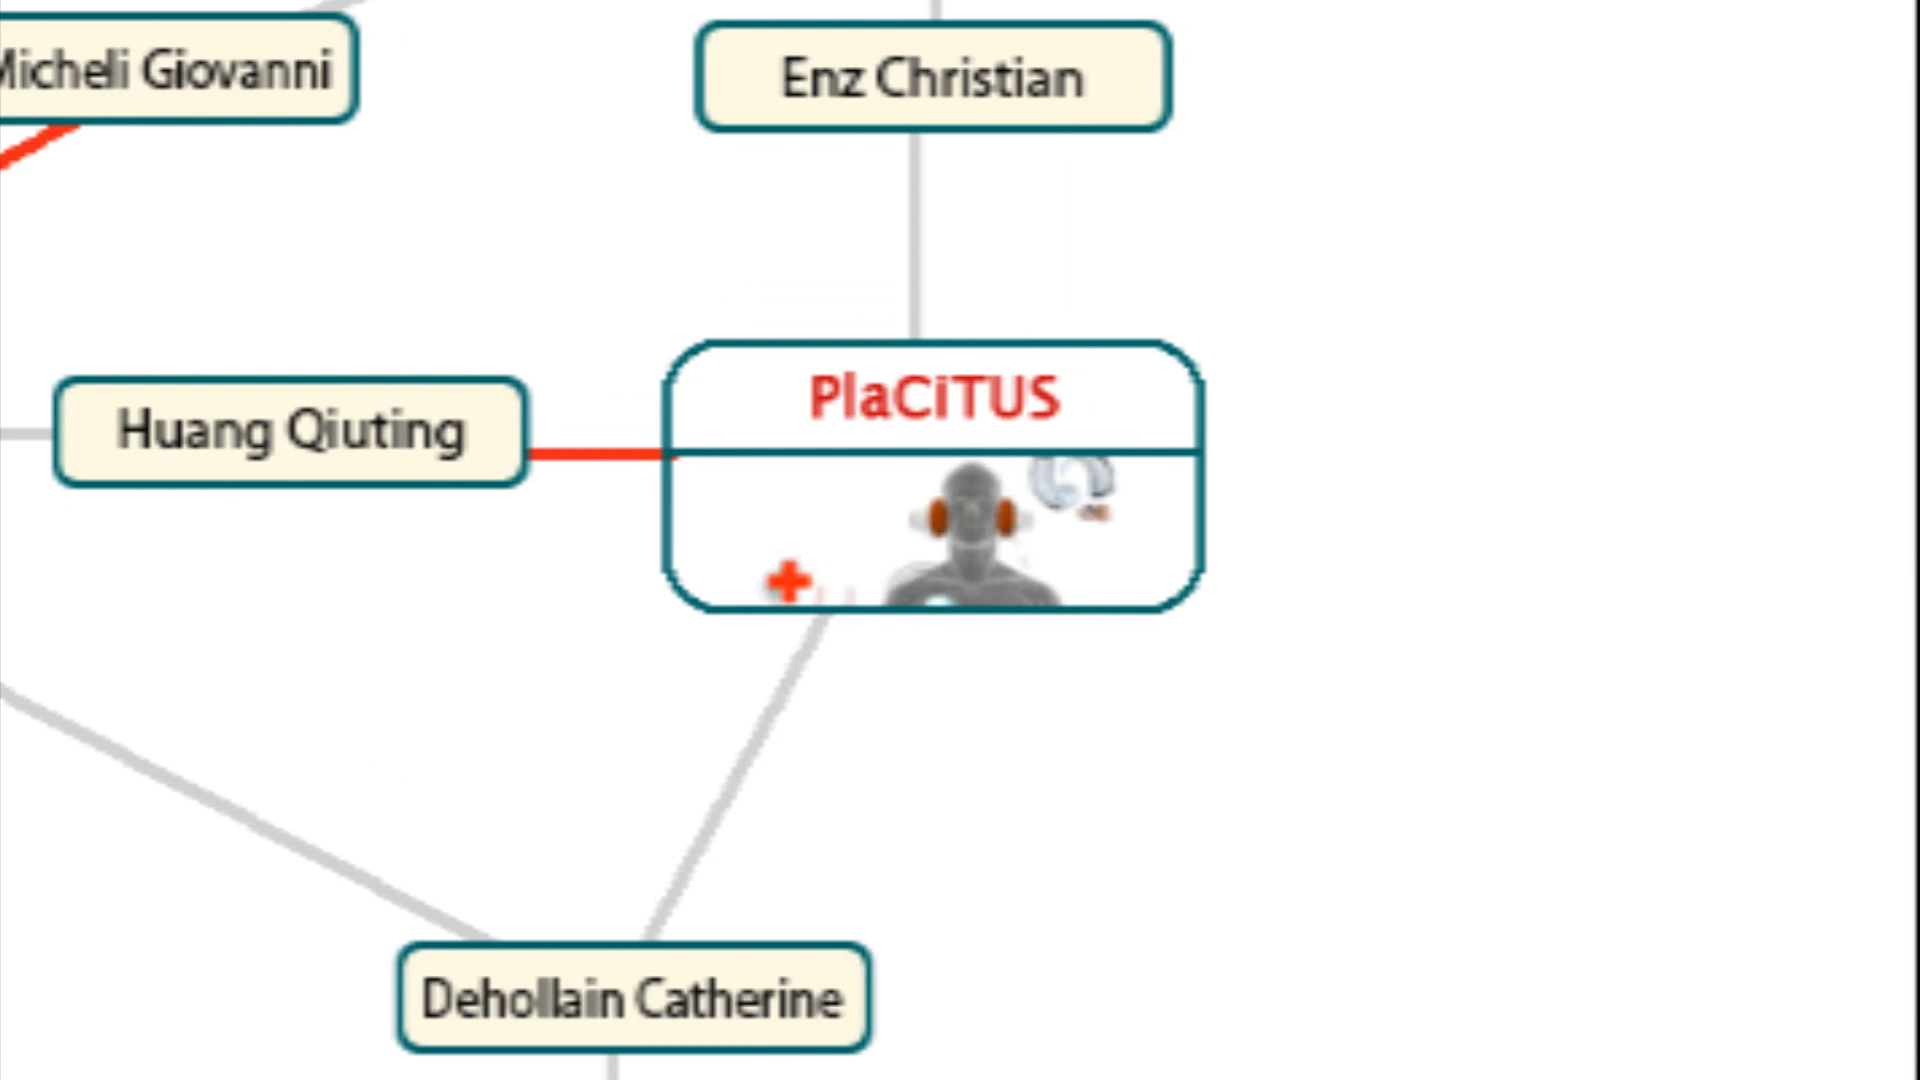 Micheli Giovanni
Enz Christian
PlaCiTUS
Huang Qiuting
Dehollain Catherine